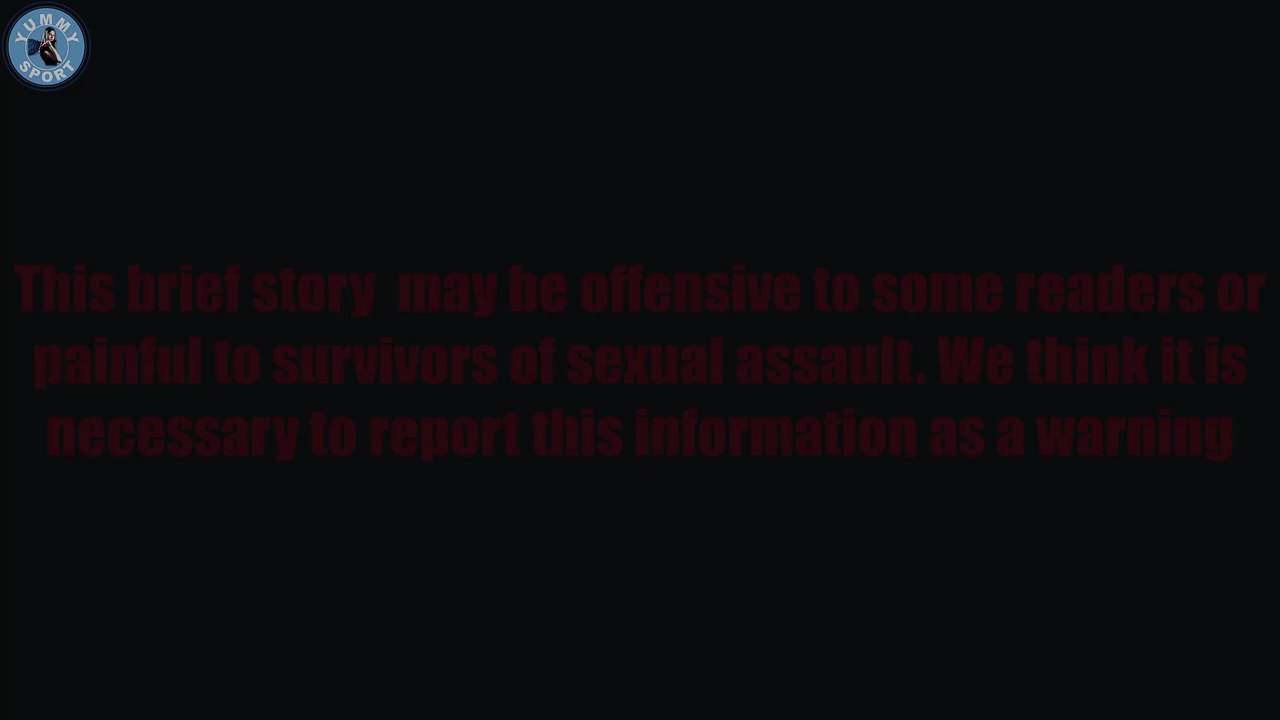 YUMMY
SPORT
This brief story may be offensive to some readers or
painful to survivors of sexual assault. We think it is
necessary to report this information as a warning